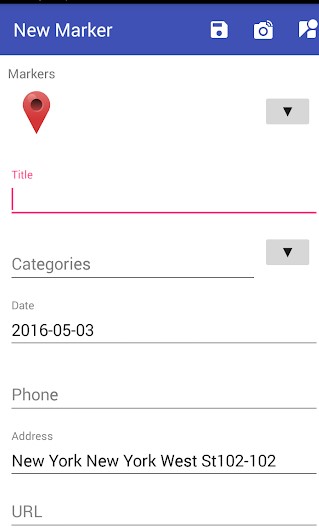 New Marker
Markers
Title
Categories
Date
2016-05-03
Phone
Address
New York New York West St102-102
URL